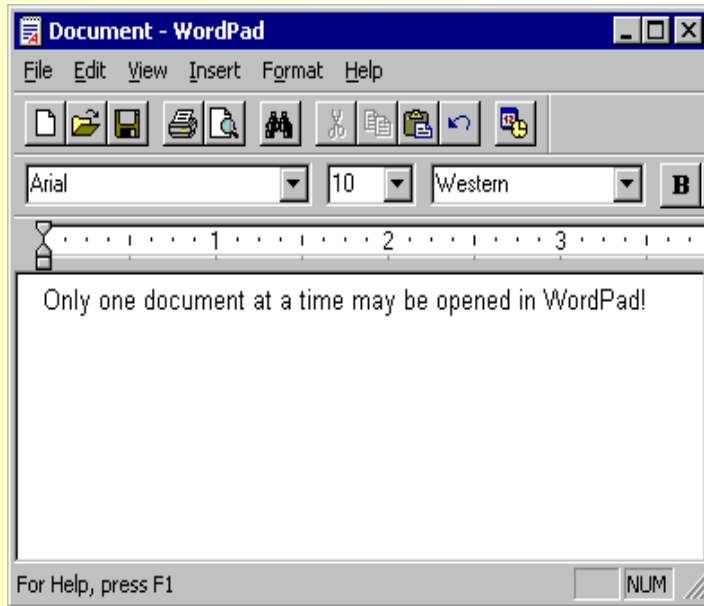 Document - WordPad
File Edit View Insert Format Help
Arial 10 Western B
1 2 3
Only one document at a time may be opened in WordPad!
For Help, press F1 NUM